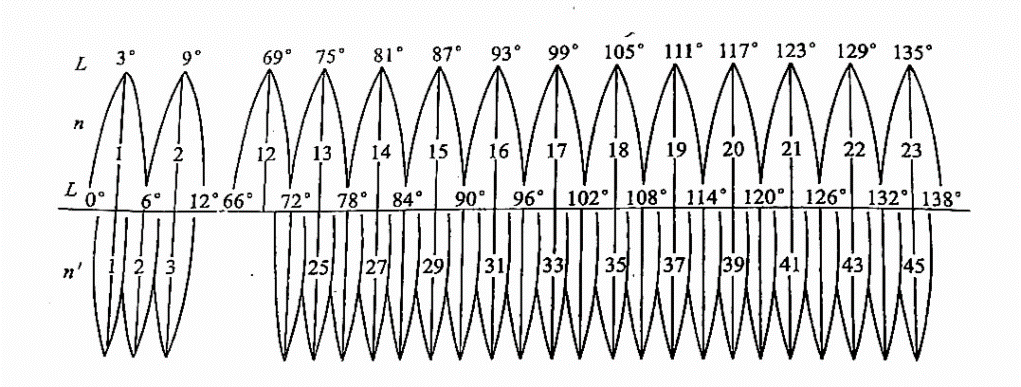 L 3° 9° 69° 75° 81° 87° 93° 99° 105° 111° 117° 123° 129° 135°
n 1 2 12 13 14 15 16 17 18 19 20 21 22 23
L 0° 6° 12° 66° 72° 78° 84° 90° 96° 102° 108° 114° 120° 126° 132° 138°
n' 1 2 3 25 27 29 31 33 35 37 39 41 43 45